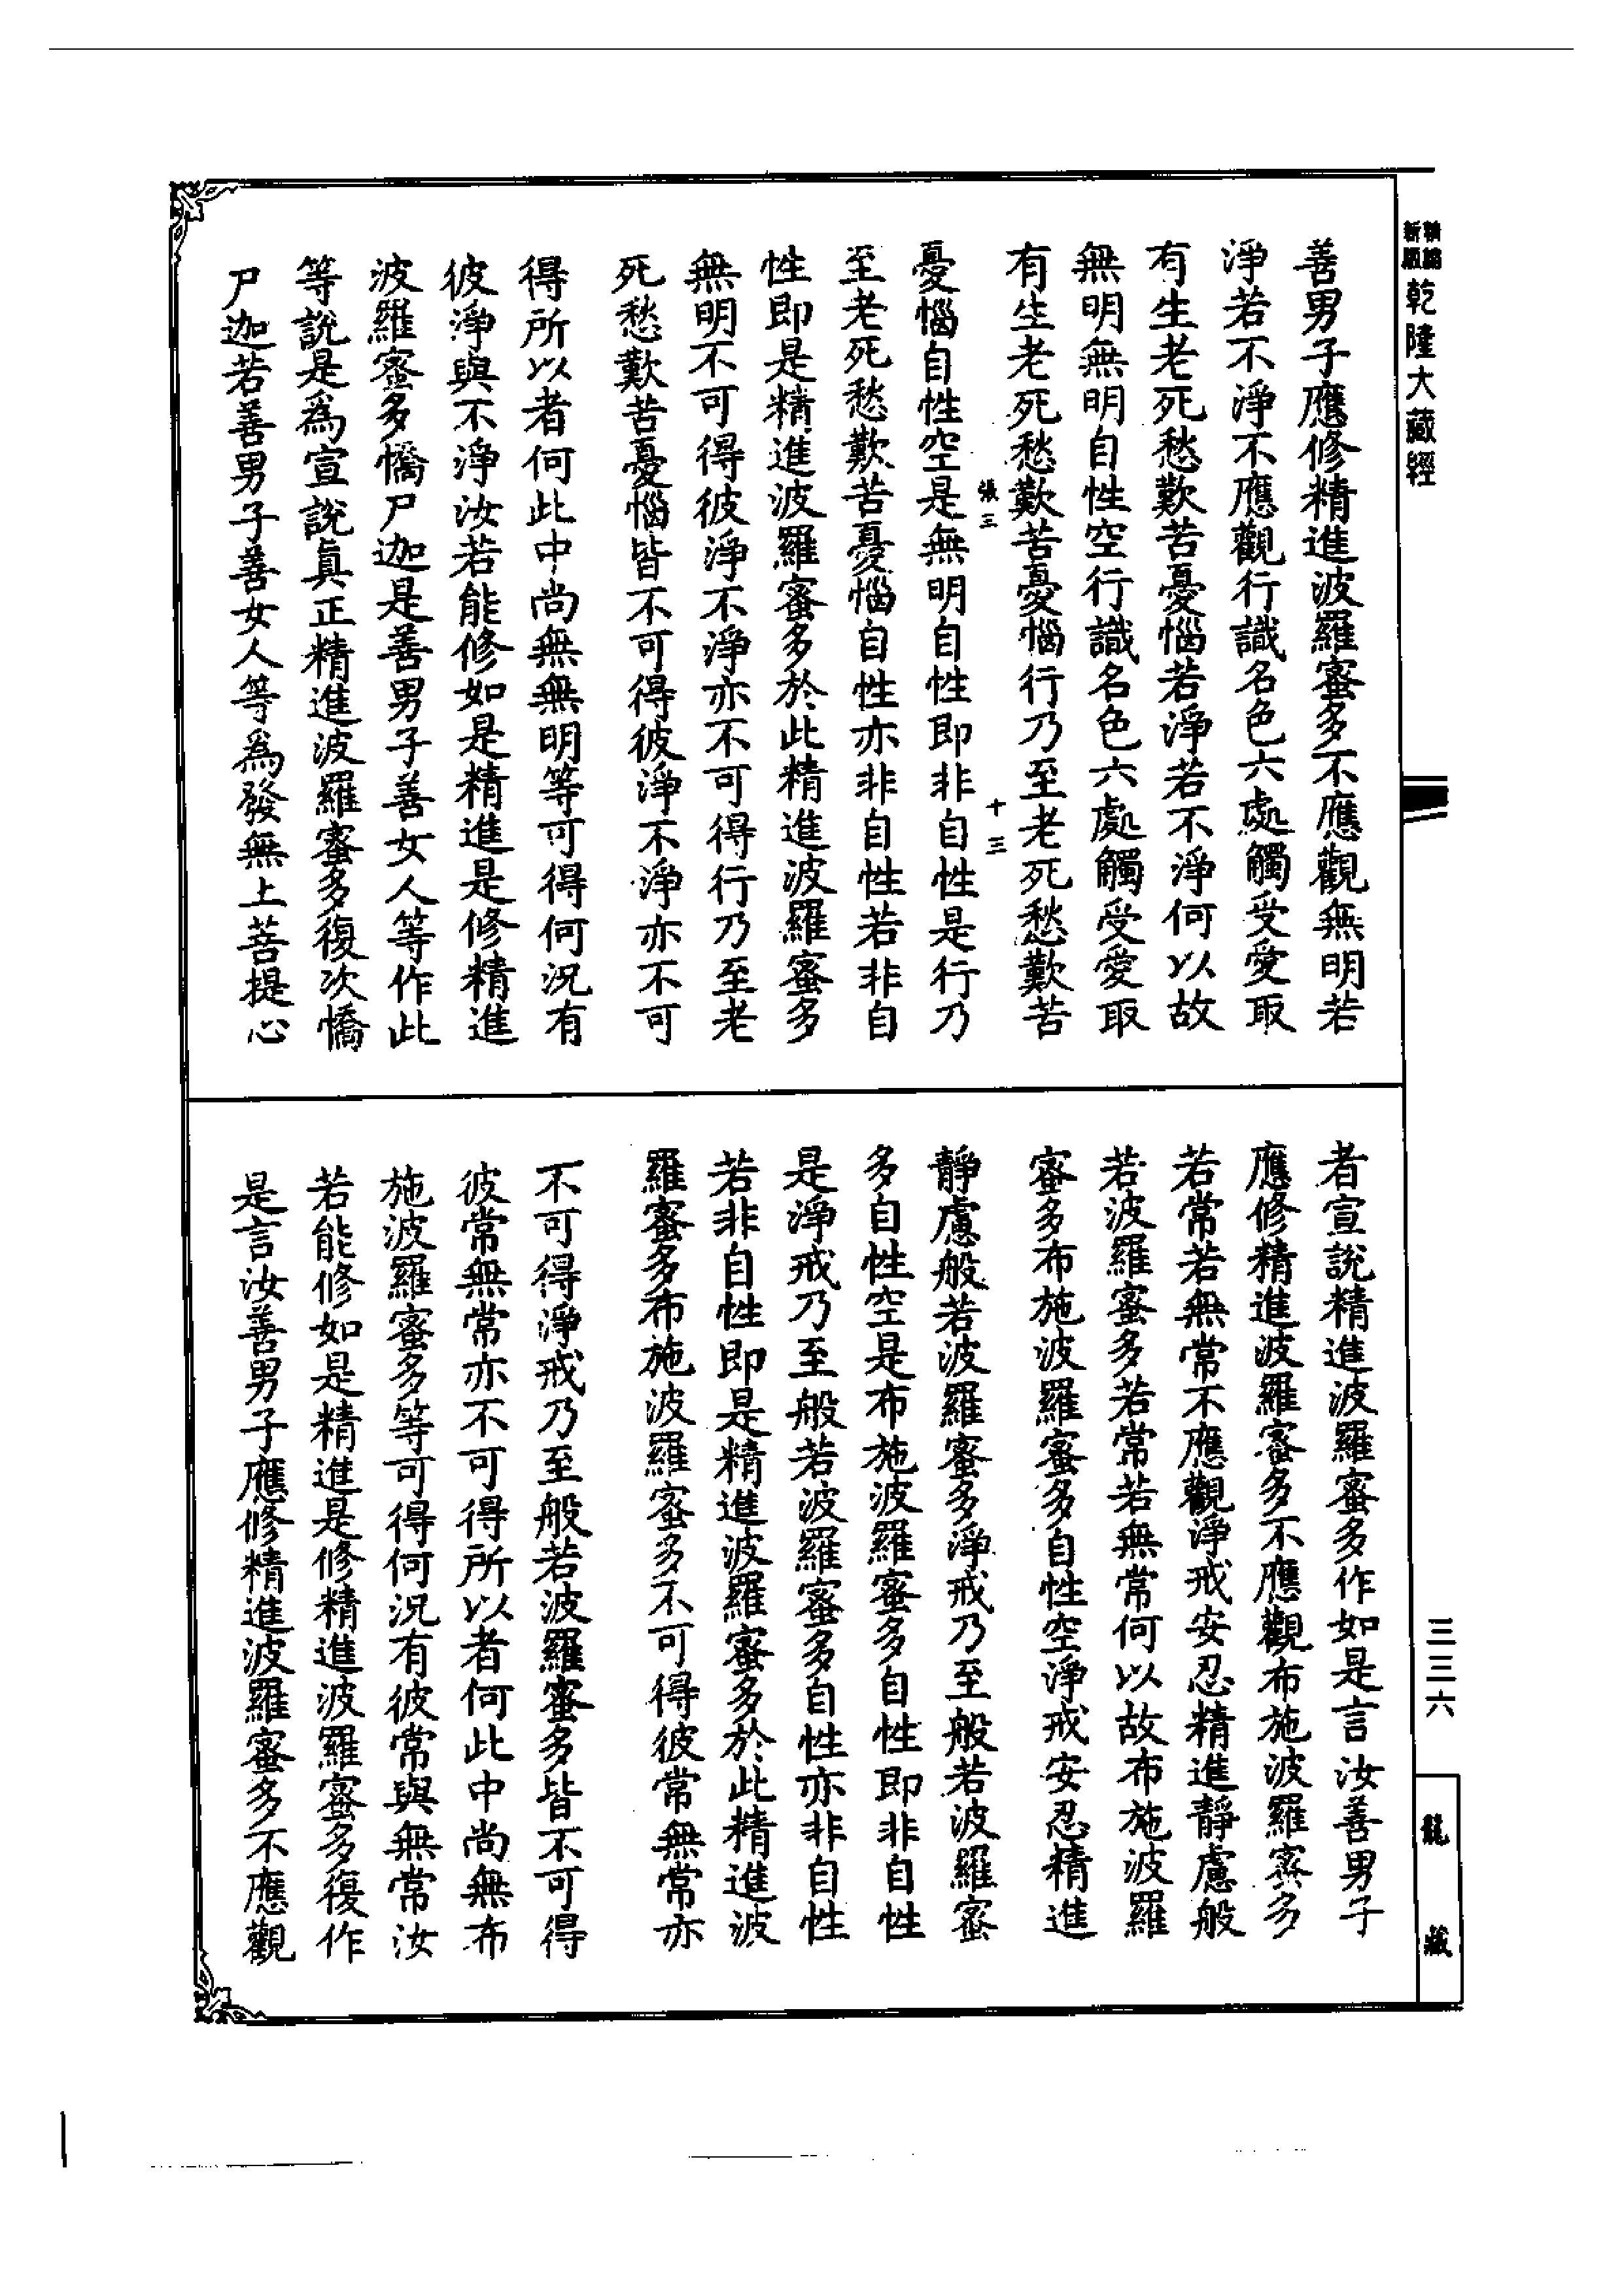 新版精縮乾隆大藏經
善男子應修精進波羅蜜多不應觀無明若
淨若不淨不應觀行識名色六處觸受愛取
有生老死愁歎苦憂惱若淨若不淨何以故
無明無明自性空行識名色六處觸受愛取
有生老死愁歎苦憂惱行乃至老死愁歎苦
張三 十三
憂惱自性空是無明自性即非自性是行乃
至老死愁歎苦憂惱自性亦非自性若非自
性即是精進波羅蜜多於此精進波羅蜜多
無明不可得彼淨不淨亦不可得行乃至老
死愁歎苦憂惱皆不可得彼淨不淨亦不可
得所以者何此中尚無無明等可得何況有
彼淨與不淨汝若能修如是精進是修精進
波羅蜜多憍尸迦是善男子善女人等作此
等說是為宣說真正精進波羅蜜多復次憍
尸迦若善男子善女人等為發無上菩提心
者宣說精進波羅蜜多作如是言汝善男子
應修精進波羅蜜多不應觀布施波羅蜜多
若常若無常不應觀淨戒安忍精進靜慮般
若波羅蜜多若常若無常何以故布施波羅
蜜多布施波羅蜜多自性空淨戒安忍精進
靜慮般若波羅蜜多淨戒乃至般若波羅蜜
多自性空是布施波羅蜜多自性即非自性
是淨戒乃至般若波羅蜜多自性亦非自性
若非自性即是精進波羅蜜多於此精進波
羅蜜多布施波羅蜜多不可得彼常無常亦
不可得淨戒乃至般若波羅蜜多皆不可得
彼常無常亦不可得所以者何此中尚無布
施波羅蜜多等可得何況有彼常與無常汝
若能修如是精進是修精進波羅蜜多復作
是言汝善男子應修精進波羅蜜多不應觀
三三六
龍藏